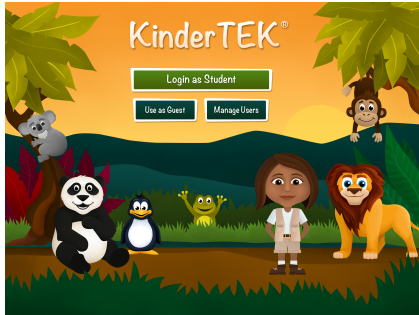 KinderTEK®
Login as Student
Use as Guest
Manage Users